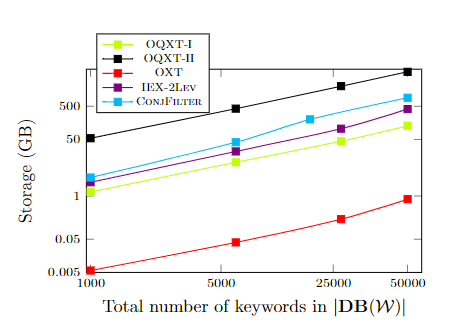 OQXT-I
OQXT-II
OXT
IEX-2LEV
CONJFILTER
500
50
1
0.05
0.005
Storage (GB)
1000 5000 25000 50000
Total number of keywords in |DB(𝒲)|